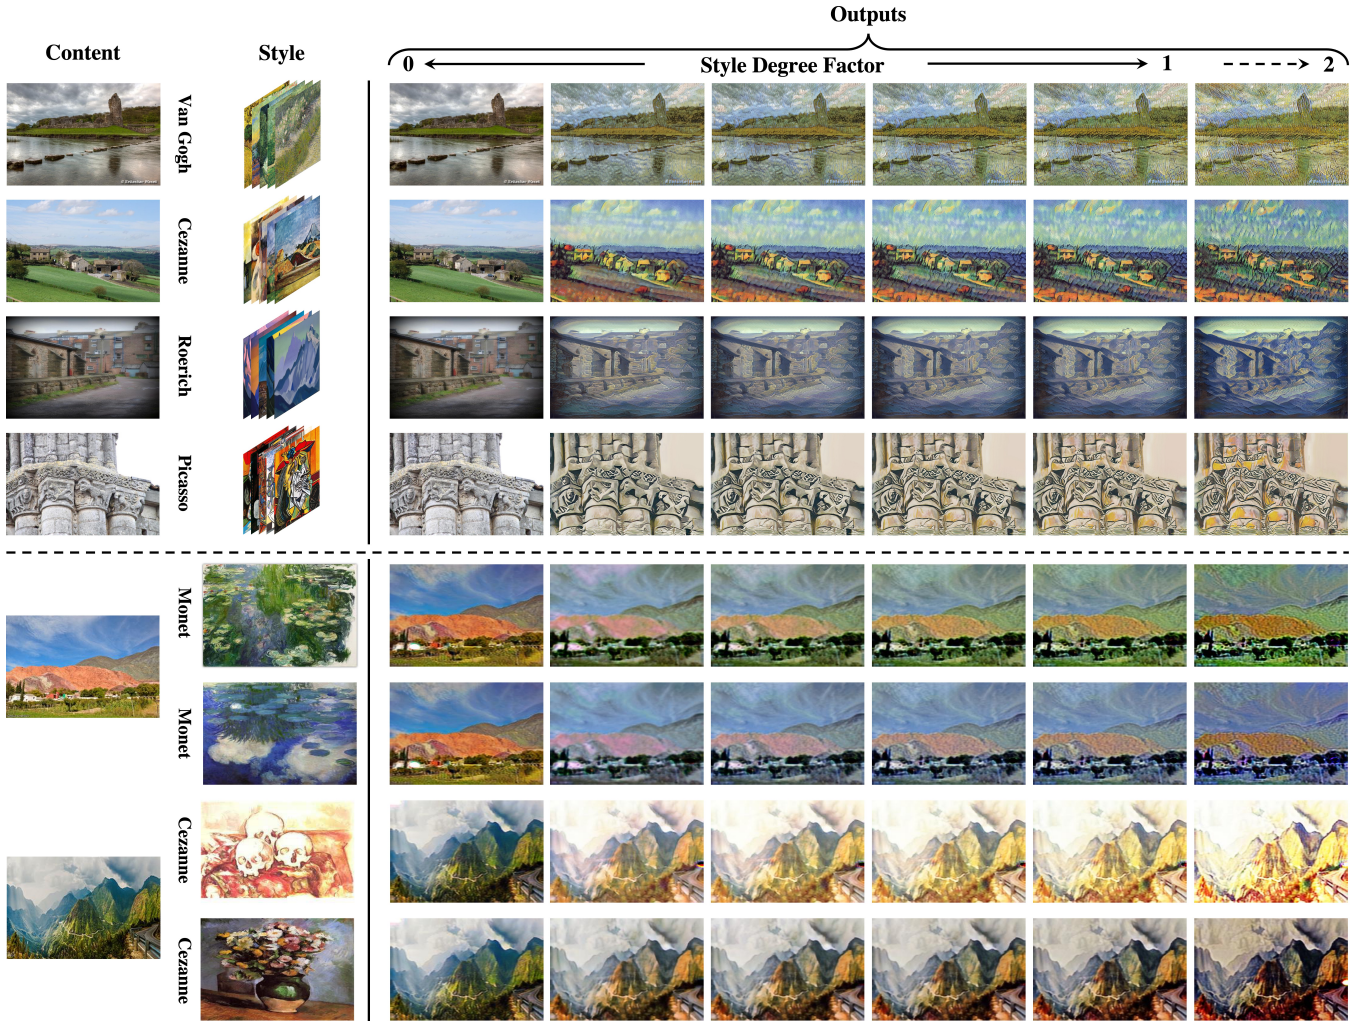 Outputs
Content
Style
0
Style Degree Factor
1
2
Van Gogh
Cezanne
Roerich
Picasso
Monet
Monet
Cezanne
Cezanne